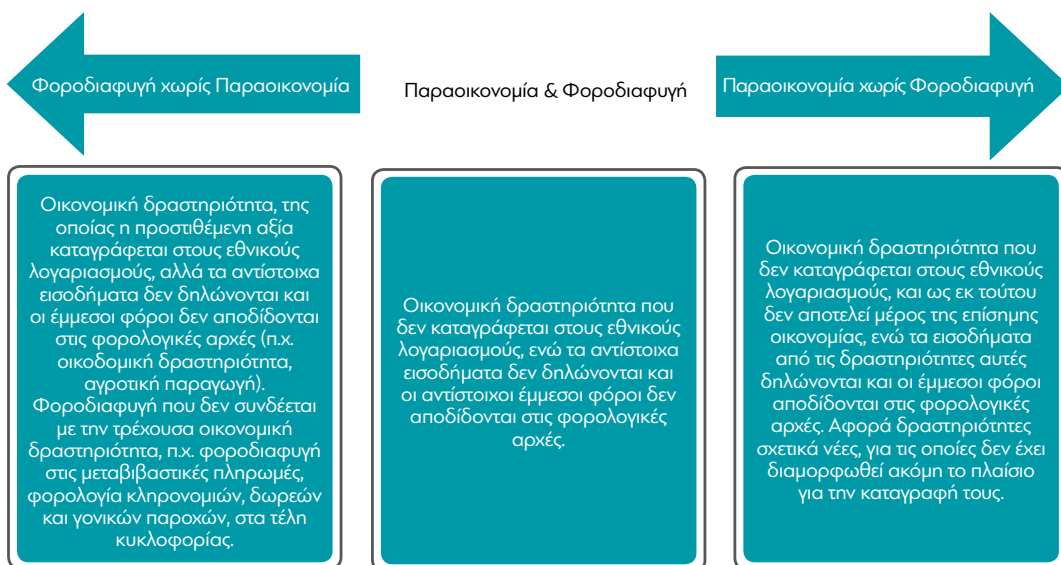 Φοροδιαφυγή χωρίς Παραοικονομία
Παραοικονομία & Φοροδιαφυγή
Παραοικονομία χωρίς Φοροδιαφυγή
Οικονομική δραστηριότητα, της
οποίας η προστιθέμενη αξία
καταγράφεται στους εθνικούς
λογαριασμούς, αλλά τα αντίστοιχα
εισοδήματα δεν δηλώνονται και
οι έμμεσοι φόροι δεν αποδίδονται
στις φορολογικές αρχές (π.χ.
οικοδομική δραστηριότητα,
αγροτική παραγωγή).
Φοροδιαφυγή που δεν συνδέεται
με την τρέχουσα οικονομική
δραστηριότητα, π.χ. φοροδιαφυγή
στις μεταβιβαστικές πληρωμές,
φορολογία κληρονομιών, δωρεών
και γονικών παροχών, στα τέλη
κυκλοφορίας.
Οικονομική δραστηριότητα που
δεν καταγράφεται στους εθνικούς
λογαριασμούς, ενώ τα αντίστοιχα
εισοδήματα δεν δηλώνονται και
οι αντίστοιχοι έμμεσοι φόροι δεν
αποδίδονται στις φορολογικές
αρχές.
Οικονομική δραστηριότητα που
δεν καταγράφεται στους εθνικούς
λογαριασμούς, και ως εκ τούτου
δεν αποτελεί μέρος της επίσημης
οικονομίας, ενώ τα εισοδήματα
από τις δραστηριότητες αυτές
δηλώνονται και οι έμμεσοι φόροι
αποδίδονται στις φορολογικές
αρχές. Αφορά δραστηριότητες
σχετικά νέες, για τις οποίες δεν έχει
διαμορφωθεί ακόμη το πλαίσιο
για την καταγραφή τους.